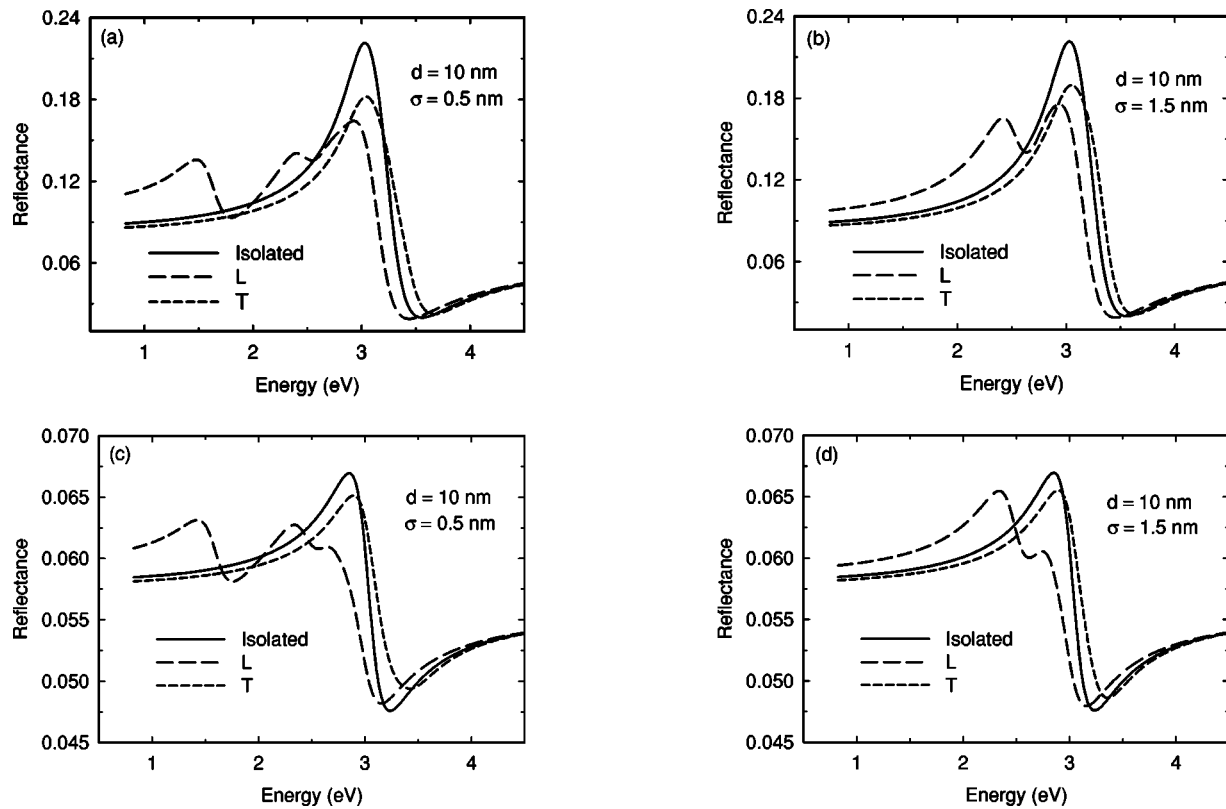 (a)
d = 10 nm
σ = 0.5 nm
0.24
0.18
0.12
0.06
Reflectance
Isolated
L
T
1 2 3 4
Energy (eV)
(b)
d = 10 nm
σ = 1.5 nm
0.24
0.18
0.12
0.06
Reflectance
Isolated
L
T
1 2 3 4
Energy (eV)
(c)
d = 10 nm
σ = 0.5 nm
0.070
0.065
0.060
0.055
0.050
0.045
Reflectance
Isolated
L
T
1 2 3 4
Energy (eV)
(d)
d = 10 nm
σ = 1.5 nm
0.070
0.065
0.060
0.055
0.050
0.045
Reflectance
Isolated
L
T
1 2 3 4
Energy (eV)